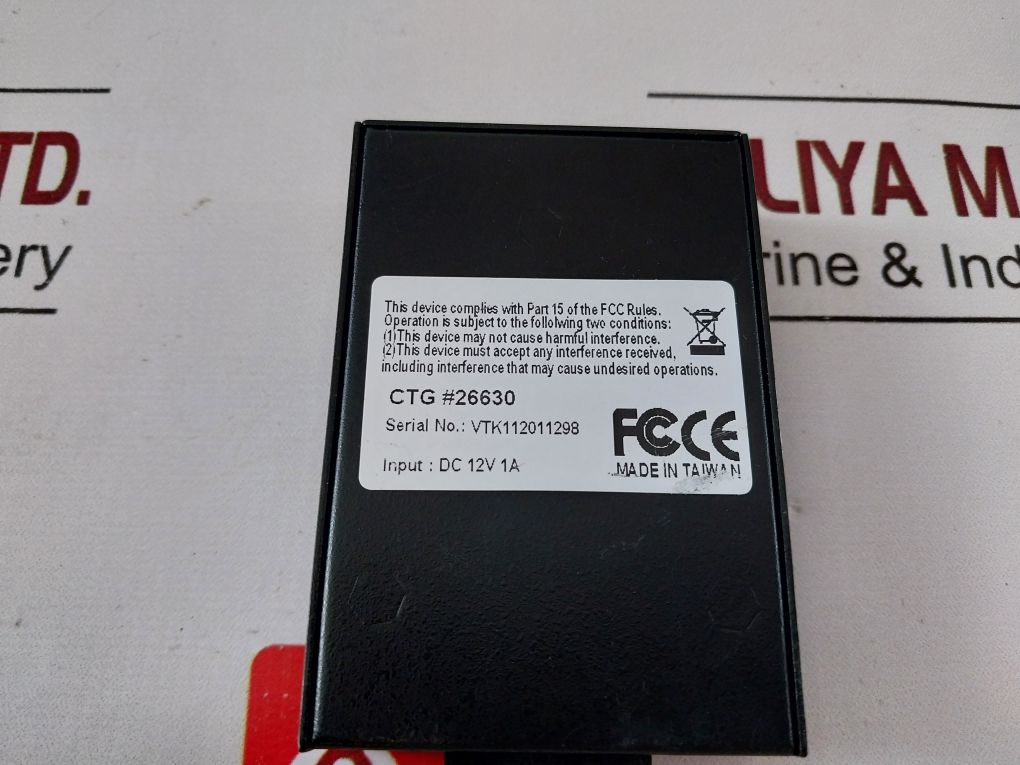 TD.
ery
LIYA M
rine & Ind
This device complies with Part 15 of the FCC Rules.
Operation is subject to the follolwing two conditions:
(1)This device may not cause harmful interference.
(2)This device must accept any interference received,
including interference that may cause undesired operations.
CTG #26630
Serial No.: VTK112011298
FCC CE
Input : DC 12V 1A
MADE IN TAIWAN